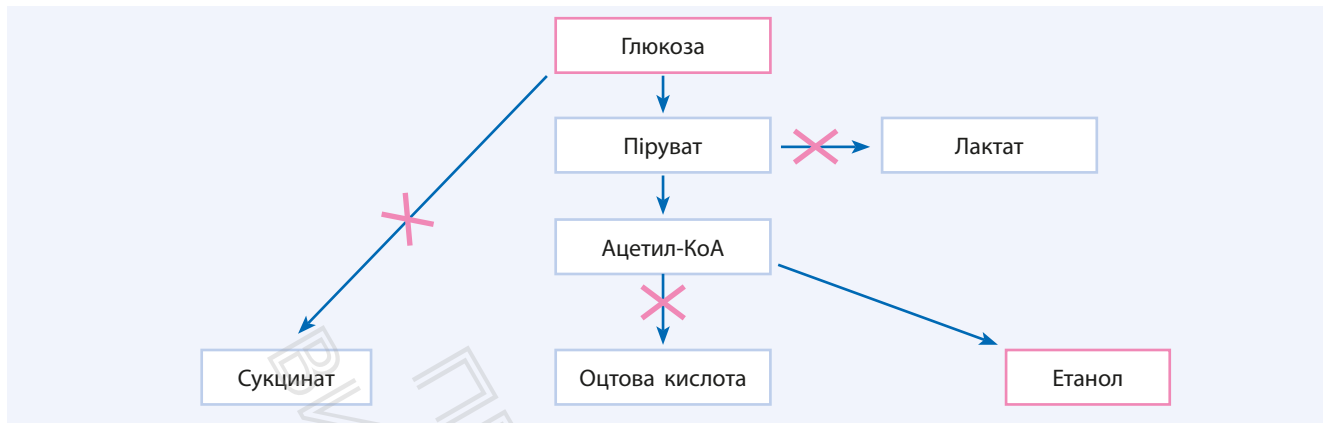 Глюкоза
Піруват
Лактат
Ацетил-КоА
Сукцинат
Оцтова кислота
Етанол